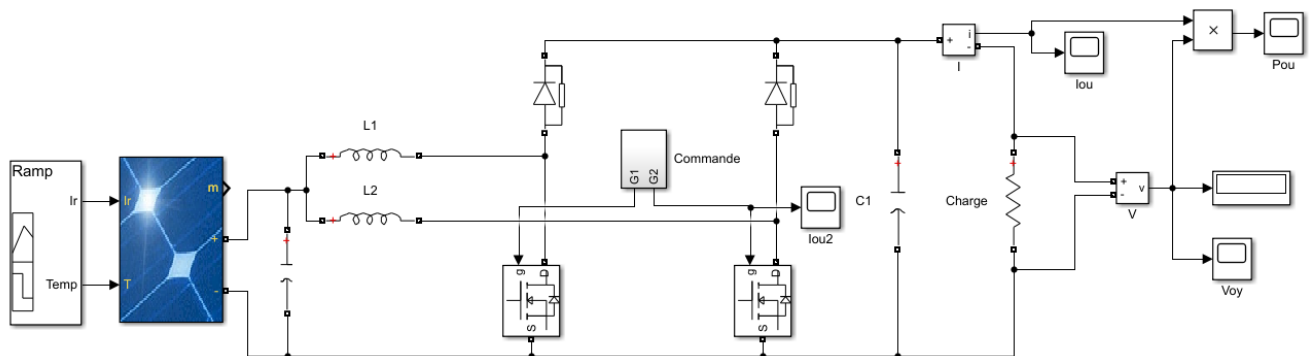 Ramp
Ir
Temp
Ir
T
m
+
-
L1
L2
G1
G2
Commande
g
D
S
g
D
S
Iou2
C1
+
-
i
I
Iou
×
Pou
Charge
+
-
v
V
Voy